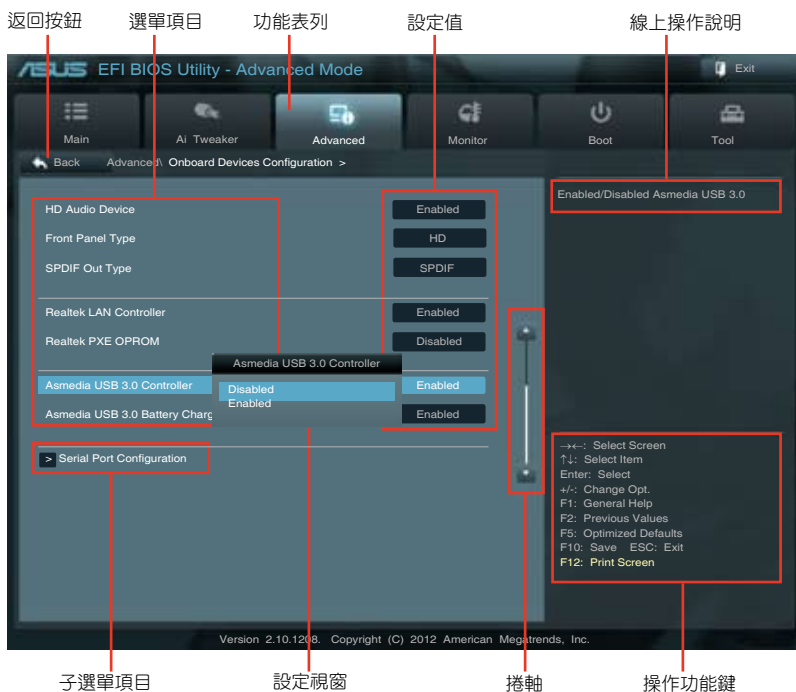 返回按鈕 選單項目 功能表列 設定值 線上操作說明
ASUS EFI BIOS Utility - Advanced Mode Exit
Main Ai Tweaker Advanced Monitor Boot Tool
Back Advanced\ Onboard Devices Configuration >
Enabled/Disabled Asmedia USB 3.0
HD Audio Device Enabled
Front Panel Type HD
SPDIF Out Type SPDIF
Realtek LAN Controller Enabled
Realtek PXE OPROM Disabled
Asmedia USB 3.0 Controller
Asmedia USB 3.0 Controller Disabled Enabled
Enabled
Asmedia USB 3.0 Battery Charg Enabled
> Serial Port Configuration
→←: Select Screen
↑↓: Select Item
Enter: Select
+/-: Change Opt.
F1: General Help
F2: Previous Values
F5: Optimized Defaults
F10: Save ESC: Exit
F12: Print Screen
Version 2.10.1208. Copyright (C) 2012 American Megatrends, Inc.
子選單項目 設定視窗 捲軸 操作功能鍵